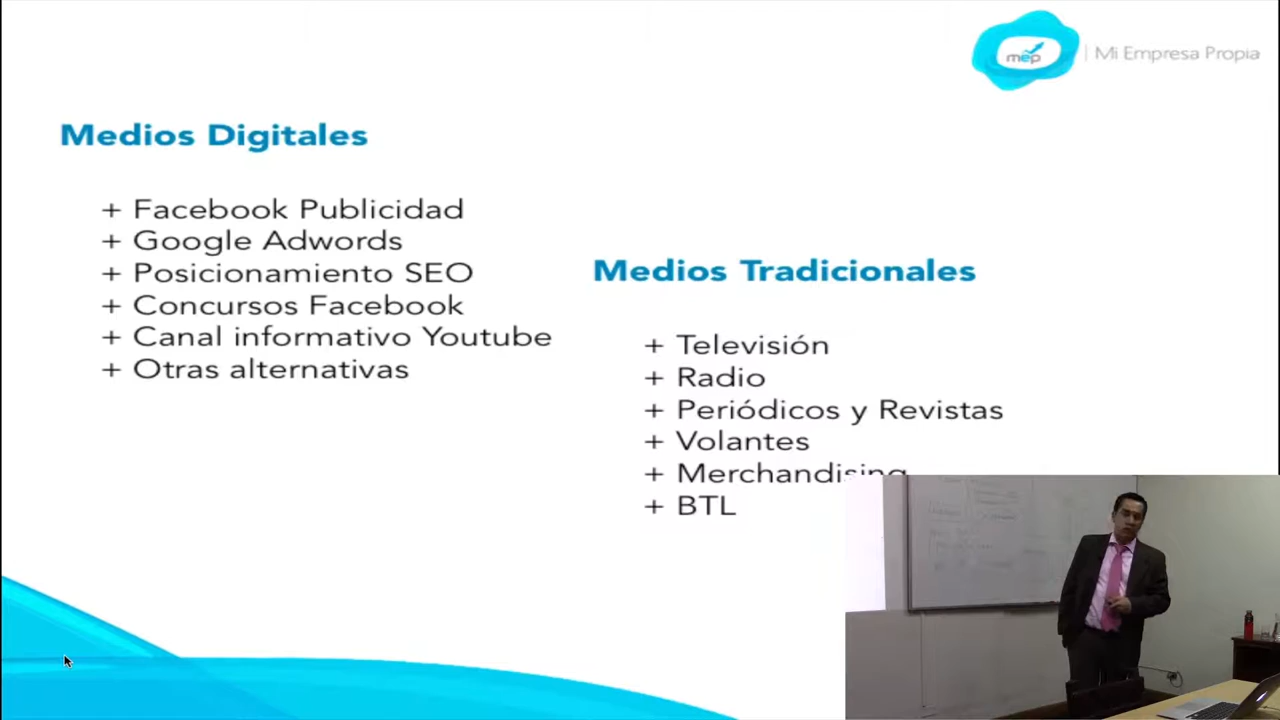 mep | Mi Empresa Propia
Medios Digitales
+ Facebook Publicidad
+ Google Adwords
+ Posicionamiento SEO
+ Concursos Facebook
+ Canal informativo Youtube
+ Otras alternativas
Medios Tradicionales
+ Televisión
+ Radio
+ Periódicos y Revistas
+ Volantes
+ Merchandising
+ BTL